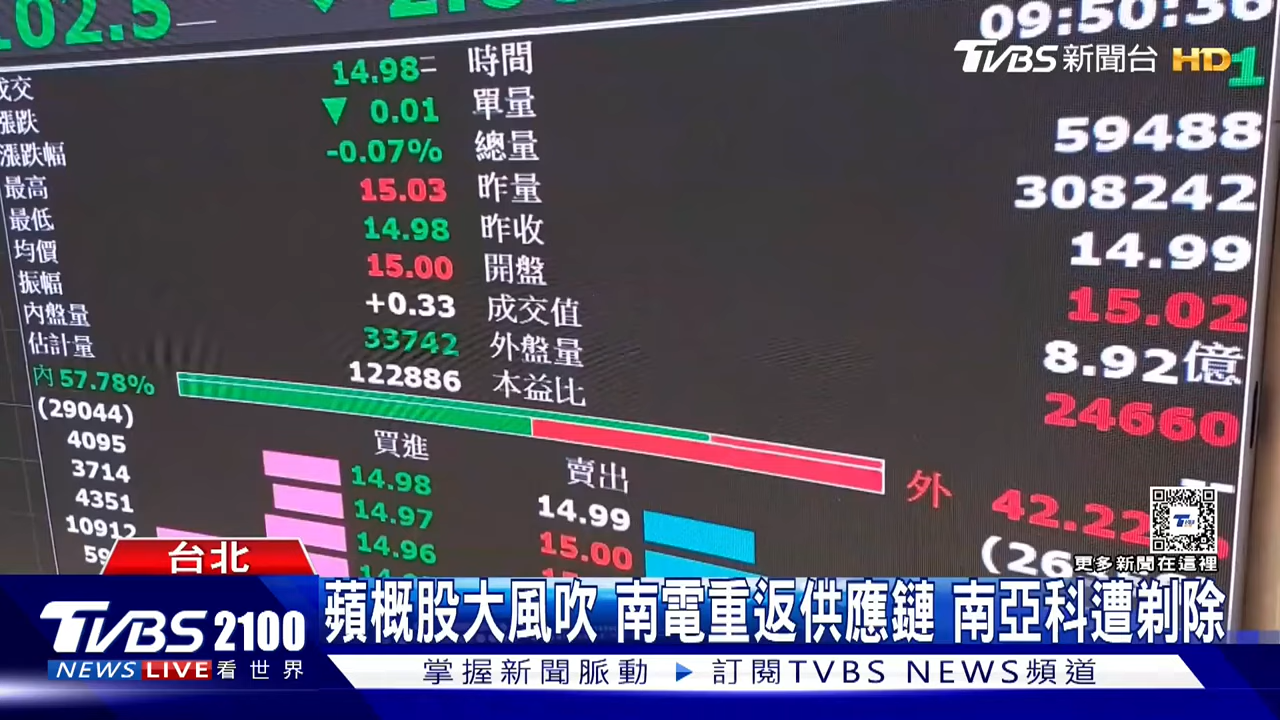 102.5
09:50:36
TVBS新聞台 HD
成交 14.98 時間 1
漲跌 ▼ 0.01 單量
漲跌幅 -0.07% 總量 59488
最高 15.03 昨量 308242
最低 14.98 昨收 14.99
均價 15.00 開盤 15.02
振幅 +0.33 成交值 8.92億
內盤量 33742 外盤量 24660
估計量 122886 本益比
內 57.78% 外 42.22
(29044)
4095 買進 賣出
3714 14.98 14.99
4351 14.97 15.00
10912 14.96
更多新聞在這裡
台北
TVBS 2100
NEWS LIVE 看世界
蘋概股大風吹 南電重返供應鏈 南亞科遭剃除
掌握新聞脈動 ▶ 訂閱TVBS NEWS頻道